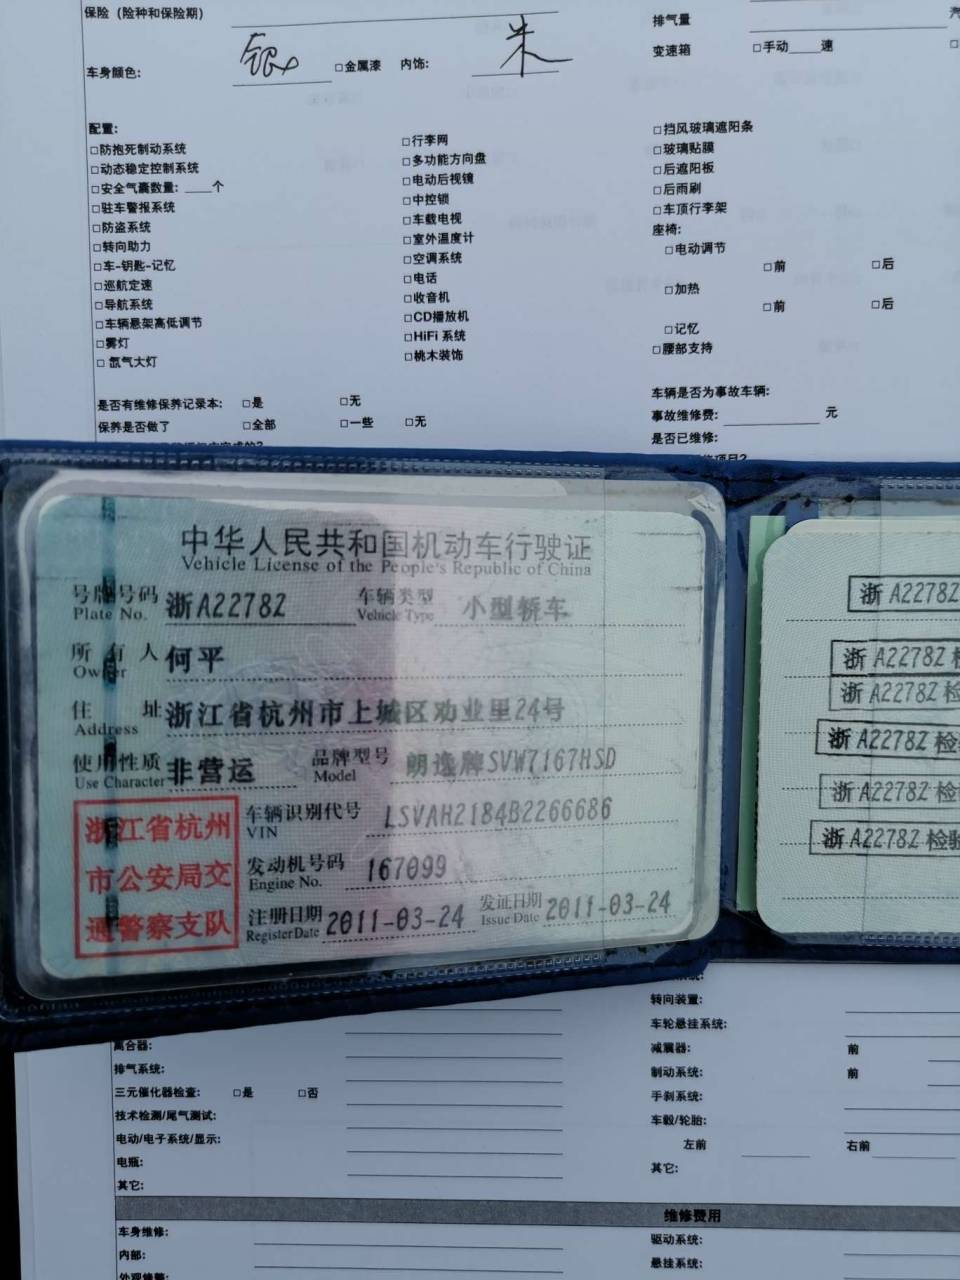 保险（险种和保险期）
排气量
汽
变速箱 □手动____速 □
车身颜色: 银 □金属漆 内饰: 米
配置:
□防抱死制动系统
□动态稳定控制系统
□安全气囊数量: ____个
□驻车警报系统
□防盗系统
□转向助力
□车-钥匙-记忆
□巡航定速
□导航系统
□车辆悬架高低调节
□雾灯
□氙气大灯
□行李网
□多功能方向盘
□电动后视镜
□中控锁
□车载电视
□室外温度计
□空调系统
□电话
□收音机
□CD播放机
□HiFi 系统
□桃木装饰
□挡风玻璃遮阳条
□玻璃贴膜
□后遮阳板
□后雨刷
□车顶行李架
座椅:
□电动调节
□前 □后
□加热
□前 □后
□记忆
□腰部支持
是否有维修保养记录本: □是 □无
保养是否做了 □全部 □一些 □无
车辆是否为事故车辆:
事故维修费: ________元
是否已维修:
中华人民共和国机动车行驶证
Vehicle License of the People's Republic of China
号牌号码 浙A2278Z 车辆类型 小型轿车
Plate No. Vehicle Type
所有人 何平
Owner
住址 浙江省杭州市上城区劝业里24号
Address
使用性质 非营运 品牌型号 朗逸牌SVW7167HSD
Use Character Model
车辆识别代号 LSVAH2184B2266686
VIN
发动机号码 167099
Engine No.
注册日期 2011-03-24 发证日期 2011-03-24
Register Date Issue Date
浙江省杭州
市公安局交
通警察支队
浙A2278Z
浙A2278Z 检
浙A2278Z 检
浙A2278Z 检验
浙A2278Z 检验
浙A2278Z 检验
离合器:
排气系统:
三元催化器检查: □是 □否
技术检测/尾气测试:
电动/电子系统/显示:
电瓶:
其它:
转向装置:
车轮悬挂系统:
减震器: 前
制动系统: 前
手刹系统:
车毂/轮胎:
左前 右前
其它:
维修费用
车身维修:
内部:
外观修整:
驱动系统:
悬挂系统: